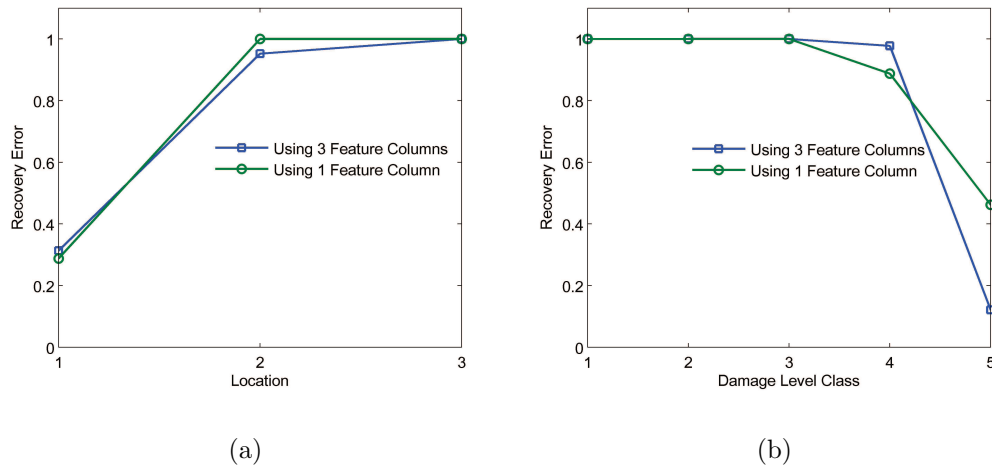 1
0.8
0.6
0.4
0.2
0
Recovery Error
1
2
3
Location
Using 3 Feature Columns
Using 1 Feature Column
(a)
1
0.8
0.6
0.4
0.2
0
Recovery Error
1
2
3
4
5
Damage Level Class
Using 3 Feature Columns
Using 1 Feature Column
(b)